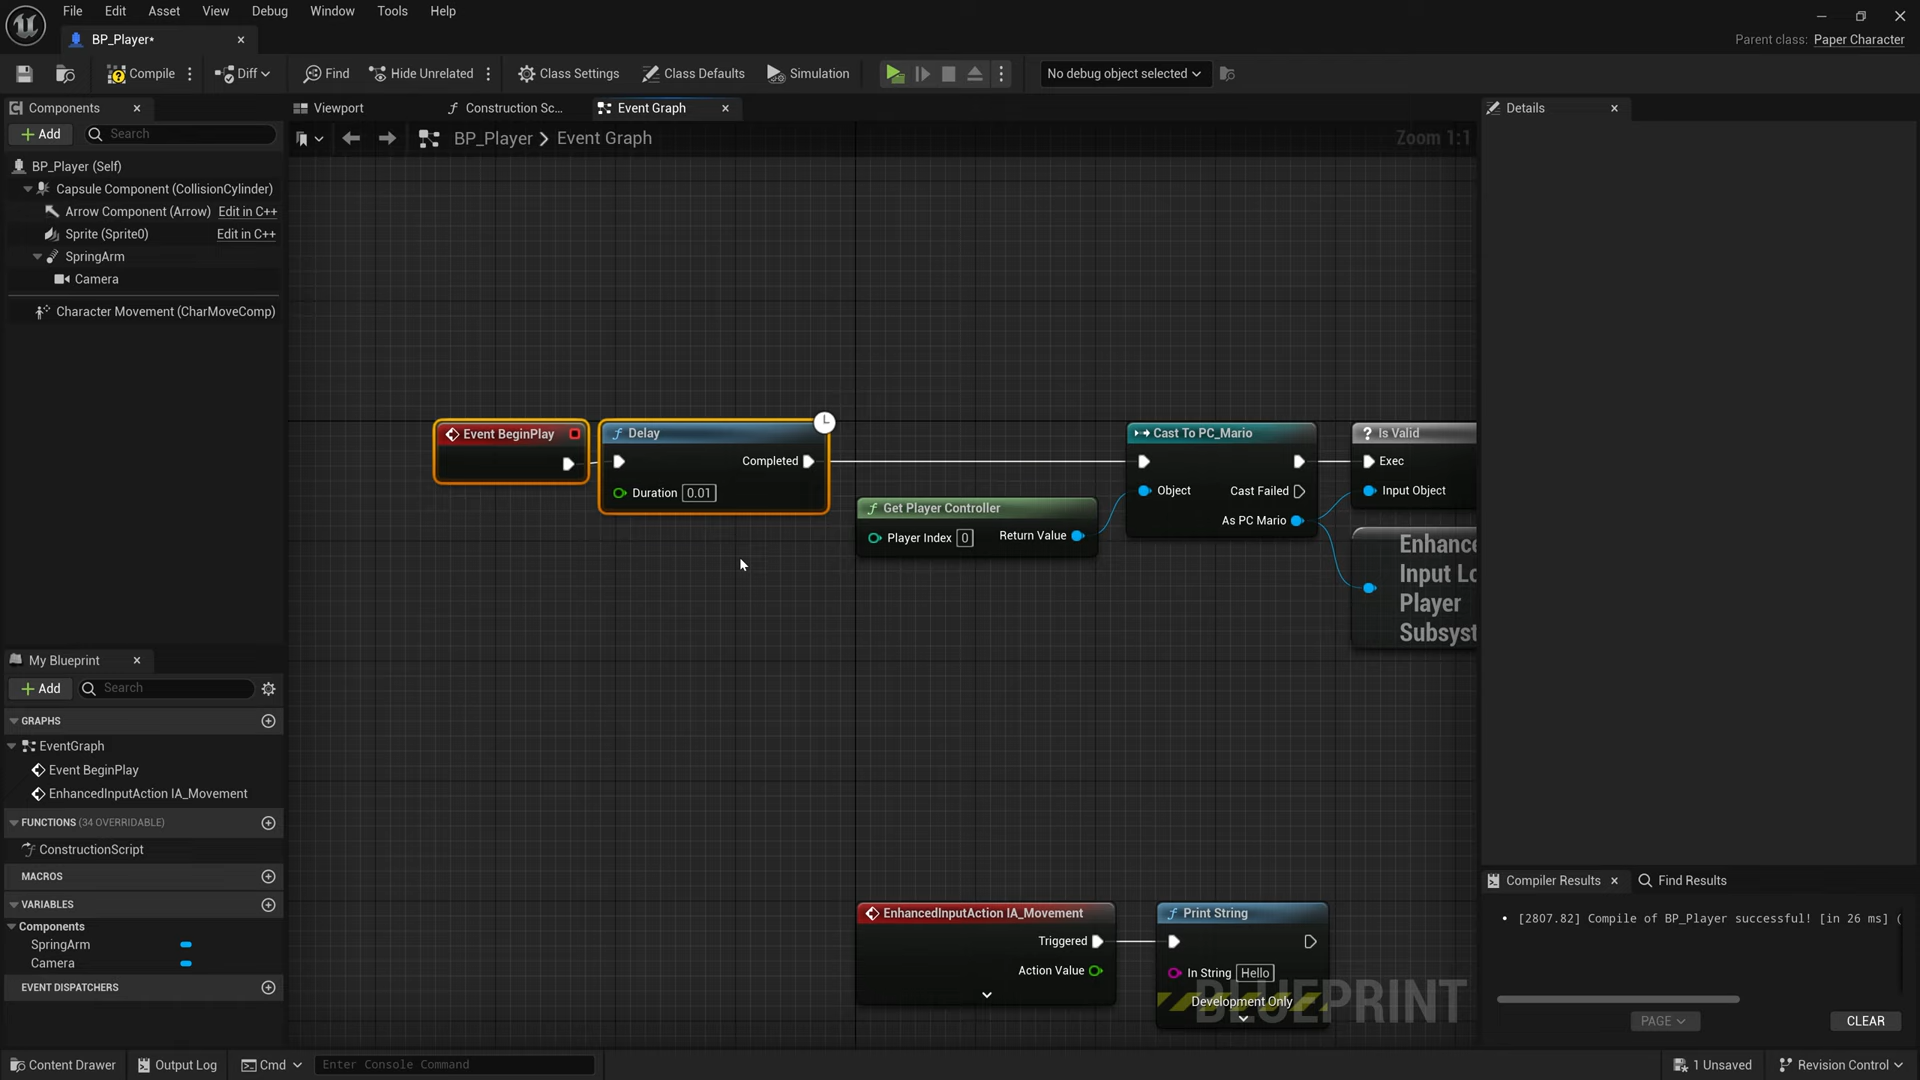 File Edit Asset View Debug Window Tools Help
BP_Player*
Parent class: Paper Character
Compile Diff Find Hide Unrelated Class Settings Class Defaults Simulation No debug object selected
Components
Add Search
BP_Player (Self)
Capsule Component (CollisionCylinder)
Arrow Component (Arrow) Edit in C++
Sprite (Sprite0) Edit in C++
SpringArm
Camera
Character Movement (CharMoveComp)
My Blueprint
Add Search
GRAPHS
EventGraph
Event BeginPlay
EnhancedInputAction IA_Movement
FUNCTIONS (34 OVERRIDABLE)
ConstructionScript
MACROS
VARIABLES
Components
SpringArm
Camera
EVENT DISPATCHERS
Viewport Construction Sc... Event Graph
BP_Player > Event Graph Zoom 1:1
Event BeginPlay
Delay
Completed
Duration 0.01
Get Player Controller
Player Index 0 Return Value
Cast To PC_Mario
Object Cast Failed
As PC Mario
Is Valid
Exec
Input Object
Enhance
Input Lo
Player
Subsyst
EnhancedInputAction IA_Movement
Triggered
Action Value
Print String
In String Hello
Development Only
BLUEPRINT
Details
Compiler Results Find Results
[2807.82] Compile of BP_Player successful! [in 26 ms] (
PAGE CLEAR
Content Drawer Output Log Cmd Enter Console Command 1 Unsaved Revision Control